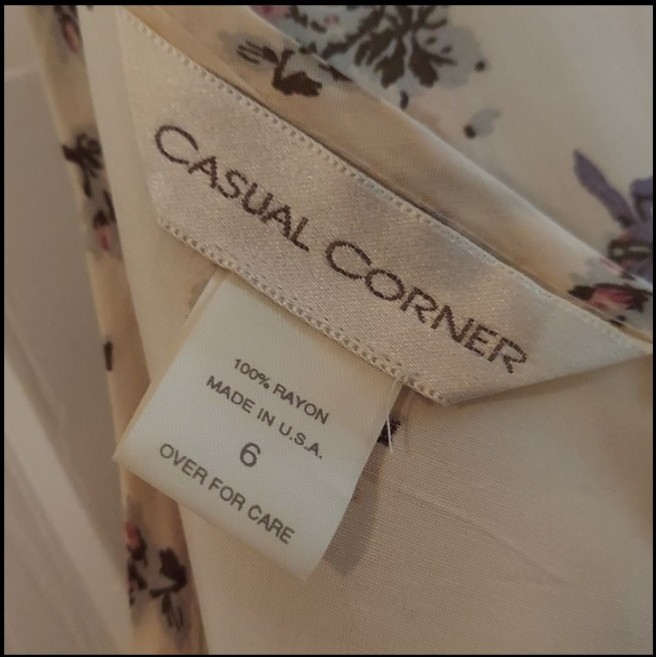 CASUAL CORNER
100% RAYON
MADE IN U.S.A.
6
OVER FOR CARE